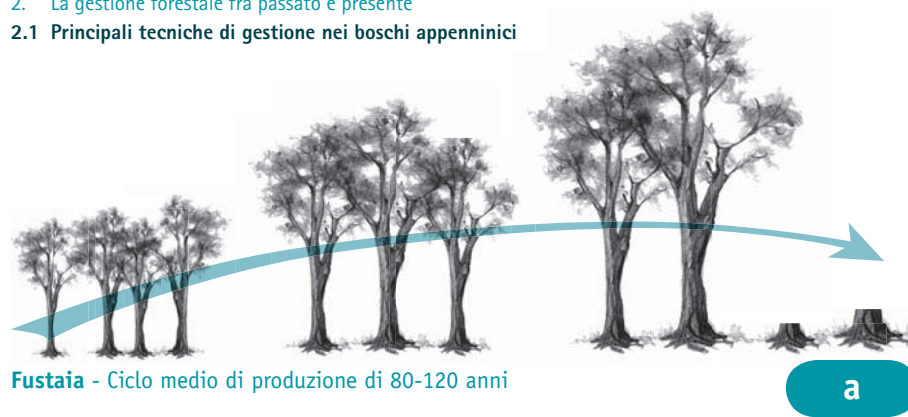 2. La gestione forestale fra passato e presente
2.1 Principali tecniche di gestione nei boschi appenninici
Fustaia - Ciclo medio di produzione di 80-120 anni
a